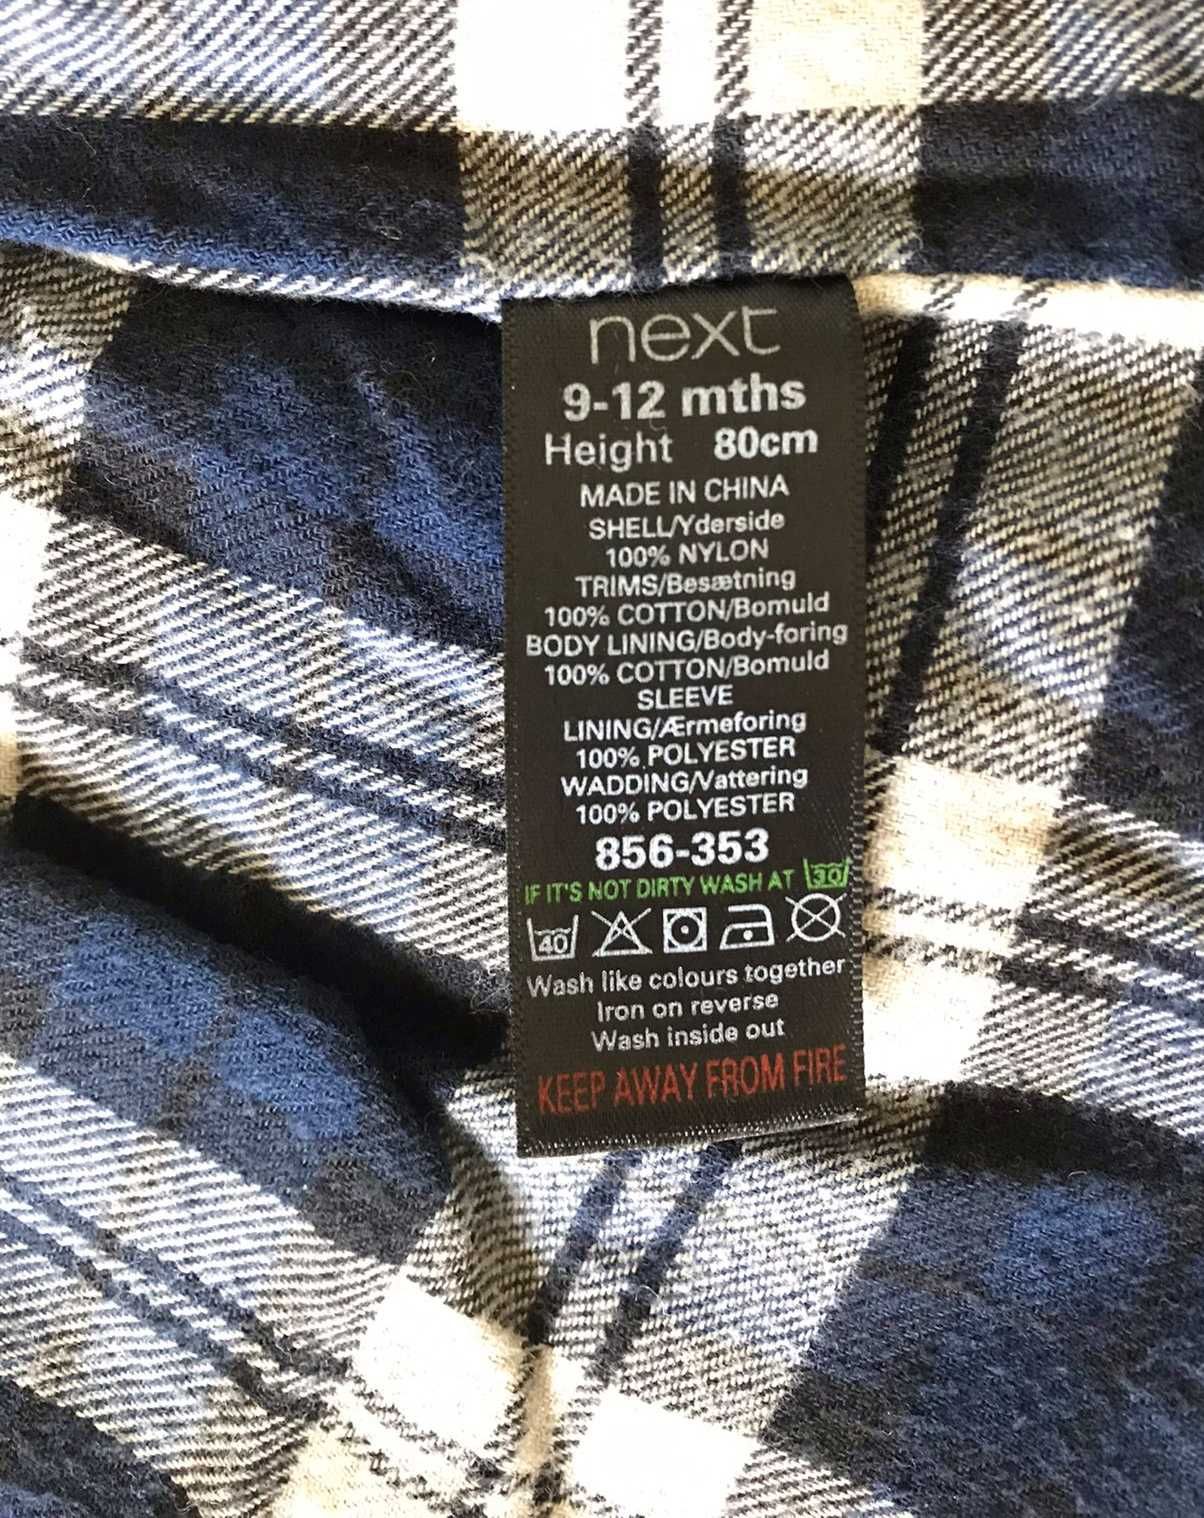 next
9-12 mths
Height 80cm
MADE IN CHINA
SHELL/Yderside
100% NYLON
TRIMS/Besætning
100% COTTON/Bomuld
BODY LINING/Body-foring
100% COTTON/Bomuld
SLEEVE
LINING/Ærmeforing
100% POLYESTER
WADDING/Vattering
100% POLYESTER
856-353
IF IT'S NOT DIRTY WASH AT 30
40
Wash like colours together
Iron on reverse
Wash inside out
KEEP AWAY FROM FIRE